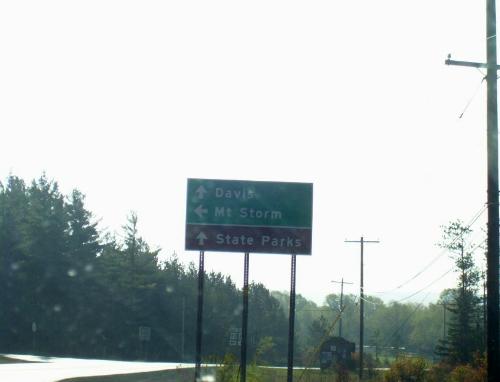 Davis
Mt Storm
State Parks